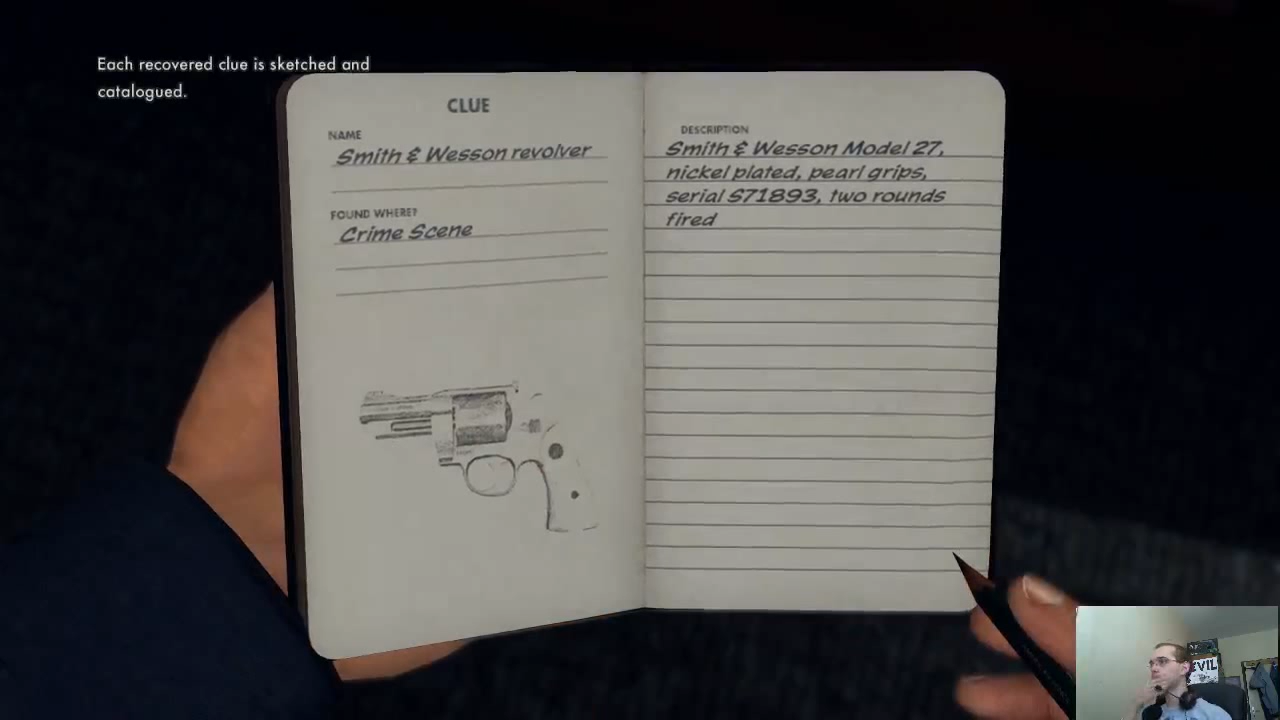 Each recovered clue is sketched and
catalogued.
CLUE
NAME
Smith & Wesson revolver
FOUND WHERE?
Crime Scene
DESCRIPTION
Smith & Wesson Model 27,
nickel plated, pearl grips,
serial S71893, two rounds
fired
EVIL